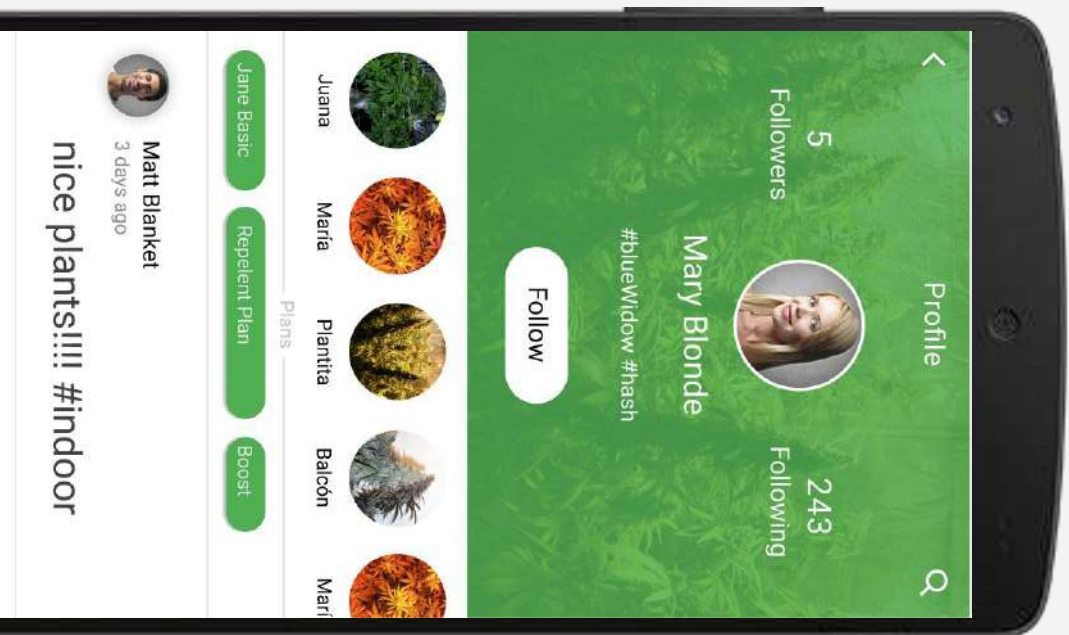 Profile
5
Followers
243
Following
Mary Blonde
#blueWidow #hash
Follow
Juana
María
Plantita
Balcón
Marí
Plans
Jane Basic
Repelent Plan
Boost
Matt Blanket
3 days ago
nice plants!!!! #indoor